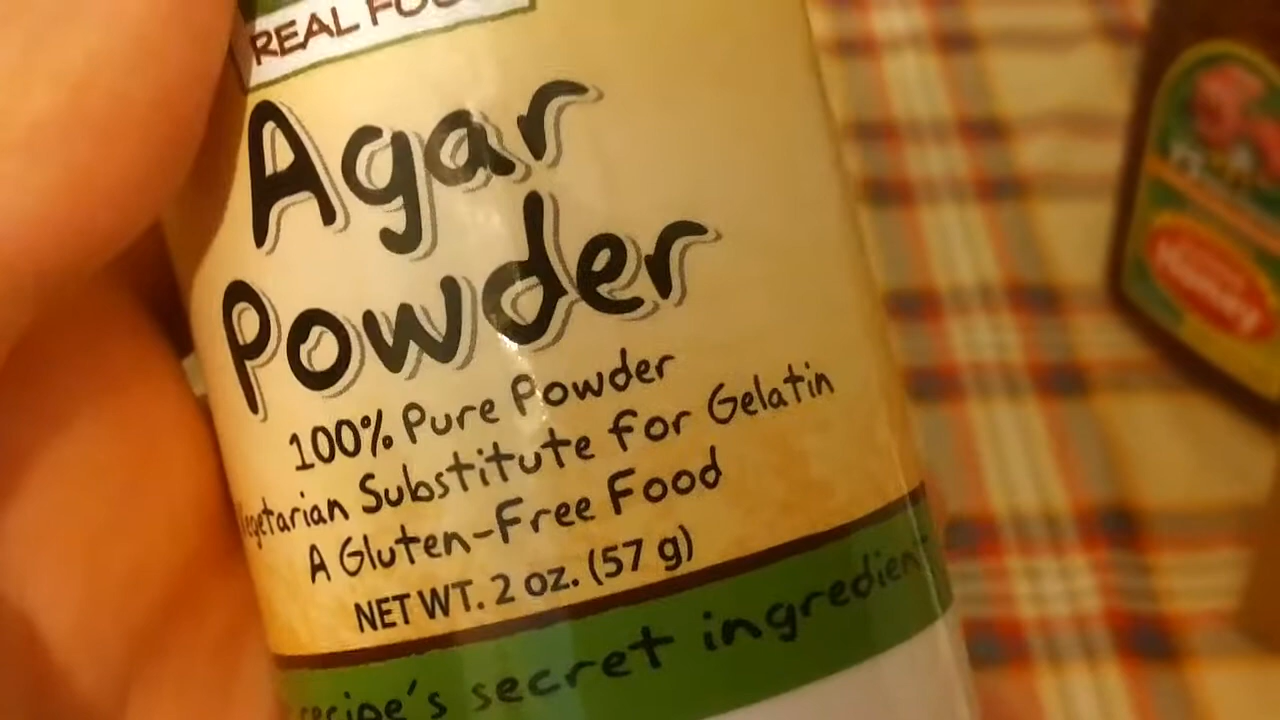 REAL
Agar
Powder
100% Pure Powder
Vegetarian Substitute for Gelatin
A Gluten-Free Food
NET WT. 2 oz. (57 g)
recipe's secret ingredient